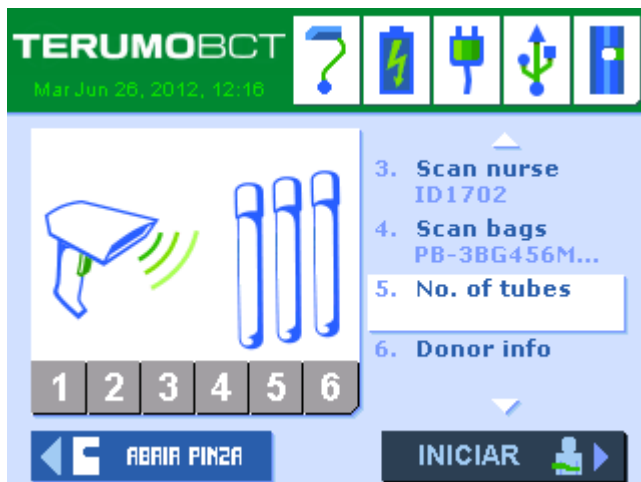 TERUMOBCT
Mar Jun 26, 2012, 12:16
3. Scan nurse
ID1702
4. Scan bags
PB-3BG456M...
5. No. of tubes
6. Donor info
1 2 3 4 5 6
ABRIR PINZA
INICIAR